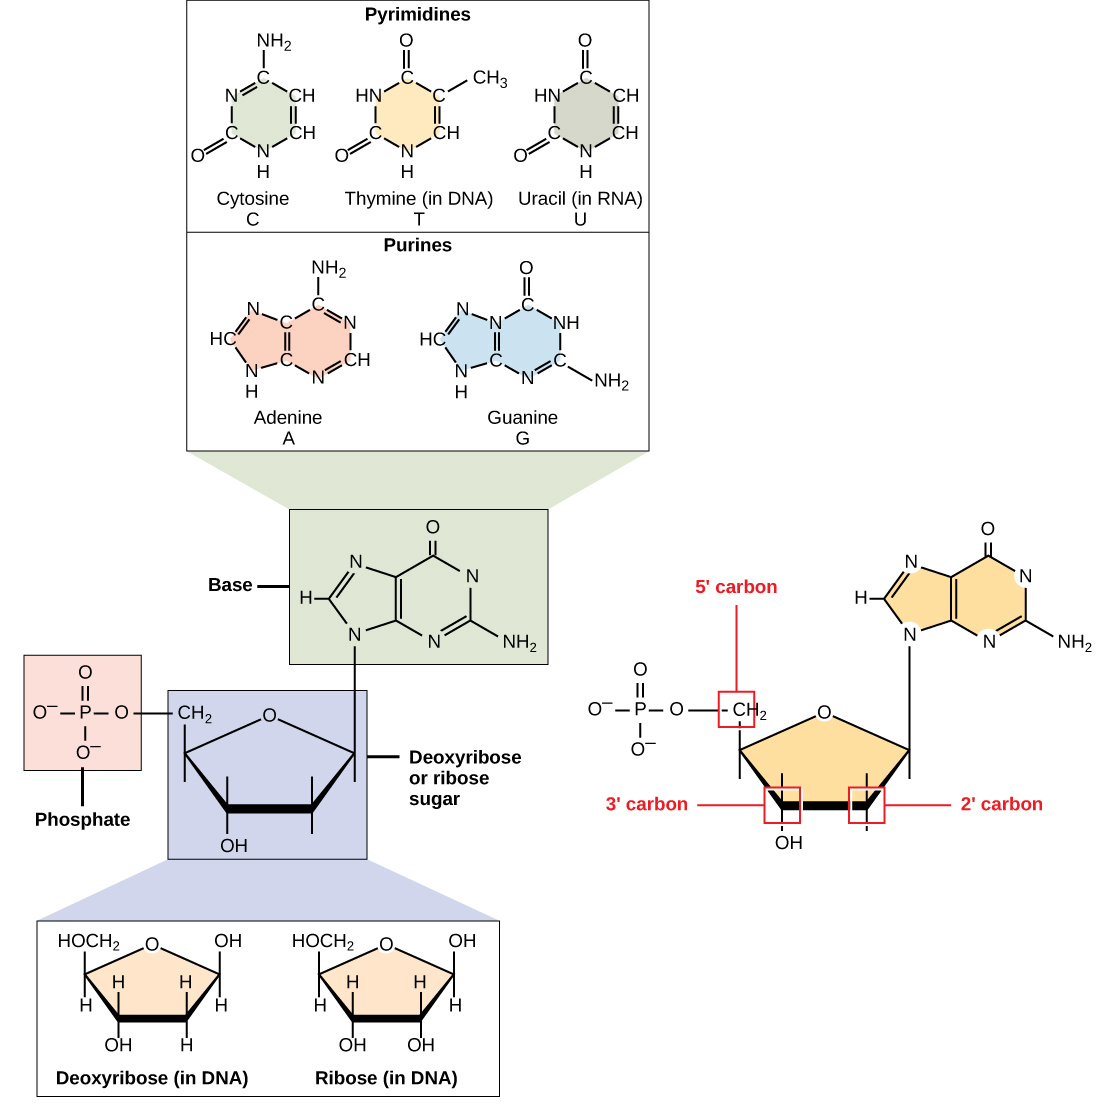 Pyrimidines
NH₂
C
N
CH
C
CH
O
N
H
Cytosine
C
O
C
CH₃
HN
C
C
CH
O
N
H
Thymine (in DNA)
T
O
C
HN
CH
C
CH
O
N
H
Uracil (in RNA)
U
Purines
NH₂
C
N
C
N
HC
C
CH
N
N
H
Adenine
A
O
C
N
N
NH
HC
C
C
N
N
NH₂
H
Guanine
G
Base
O
N
N
H
N
N
NH₂
O
O⁻
P
O
O⁻
Phosphate
CH₂
O
OH
Deoxyribose
or ribose
sugar
5' carbon
O
N
N
H
N
N
NH₂
O
O⁻
P
O
CH₂
O⁻
O
3' carbon
2' carbon
OH
HOCH₂
O
OH
H
H
H
H
OH
H
Deoxyribose (in DNA)
HOCH₂
O
OH
H
H
H
H
OH
OH
Ribose (in DNA)